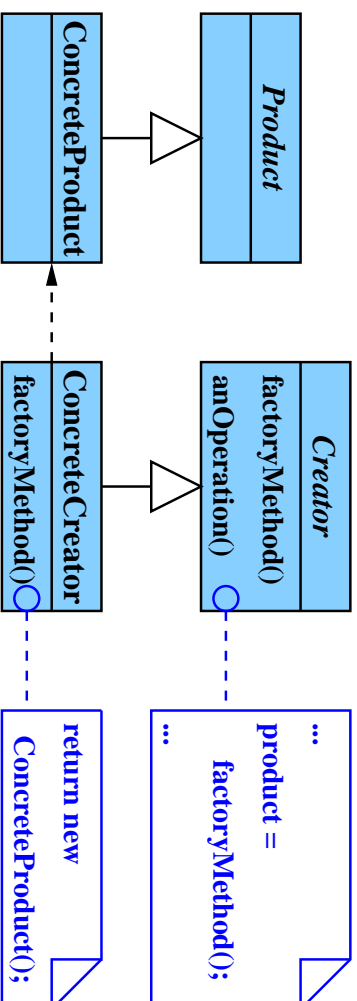 Product
Creator
factoryMethod()
anOperation()
...
product =
factoryMethod();
...
ConcreteProduct
ConcreteCreator
factoryMethod()
return new
ConcreteProduct();